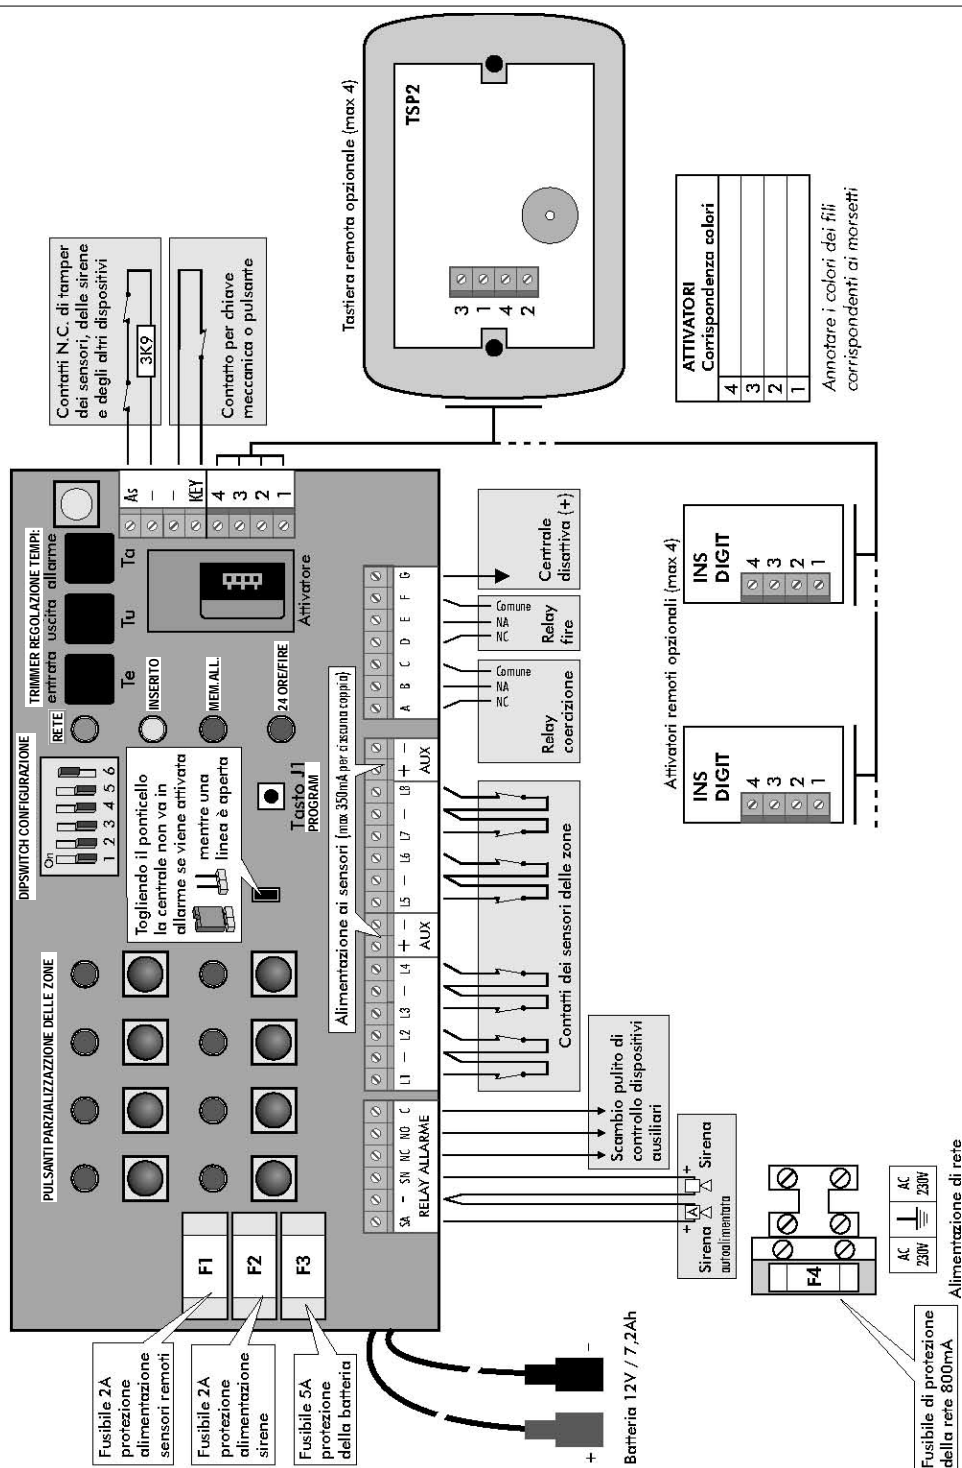 Fusibile 2A
protezione
alimentazione
sensori remoti
Fusibile 2A
protezione
alimentazione
sirene
Fusibile 5A
protezione
della batteria
F1
F2
F3
PULSANTI PARZIALIZZAZZIONE DELLE ZONE
DIPSWITCH CONFIGURAZIONE
On
1 2 3 4 5 6
TRIMMER REGOLAZIONE TEMPI:
entrata uscita allarme
Te Tu Ta
RETE
INSERITO
MEM.ALL.
24 ORE/FIRE
Togliendo il ponticello
la centrale non va in
allarme se viene attivata
mentre una
linea è aperta
Tasto J1
PROGRAM
Attivatore
As
–
–
KEY
4
3
2
1
Contatti N.C. di tamper
dei sensori, delle sirene
e degli altri dispositivi
3K9
Contatto per chiave
meccanica o pulsante
Alimentazione ai sensori (max 350mA per ciascuna coppia)
SA – SN NC NO C
RELAY ALLARME
L1 – L2 L3 – L4 + –
AUX
L5 – L6 L7 – L8 + –
AUX
A B C D E F G
Contatti dei sensori delle zone
Comune
NA
NC
Relay
coercizione
Comune
NA
NC
Relay
fire
Centrale
disattiva (+)
Scambio pulito di
controllo dispositivi
ausiliari
+
A
Sirena
autoalimentata
+
Sirena
+
–
Batteria 12V / 7,2Ah
F4
Fusibile di protezione
della rete 800mA
AC
230V
AC
230V
Alimentazione di rete
Tastiera remota opzionale (max 4)
TSP2
3
1
4
2
Attivatori remoti opzionali (max 4)
INS
DIGIT
4
3
2
1
INS
DIGIT
4
3
2
1
ATTIVATORI
Corrispondenza colori
4
3
2
1
Annotare i colori dei fili
corrispondenti ai morsetti